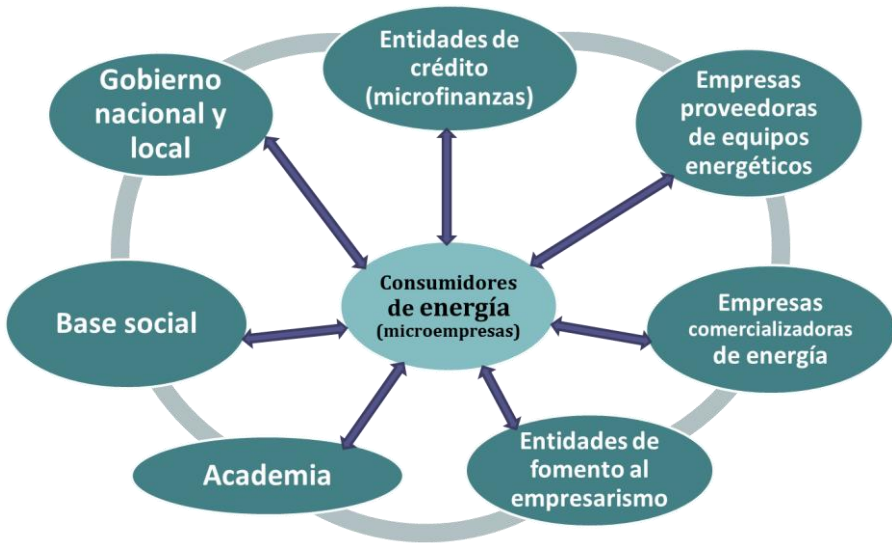 Entidades de
crédito
(microfinanzas)
Gobierno
nacional y
local
Empresas
proveedoras
de equipos
energéticos
Consumidores
de energía
(microempresas)
Base social
Empresas
comercializadoras
de energía
Academia
Entidades de
fomento al
empresarismo